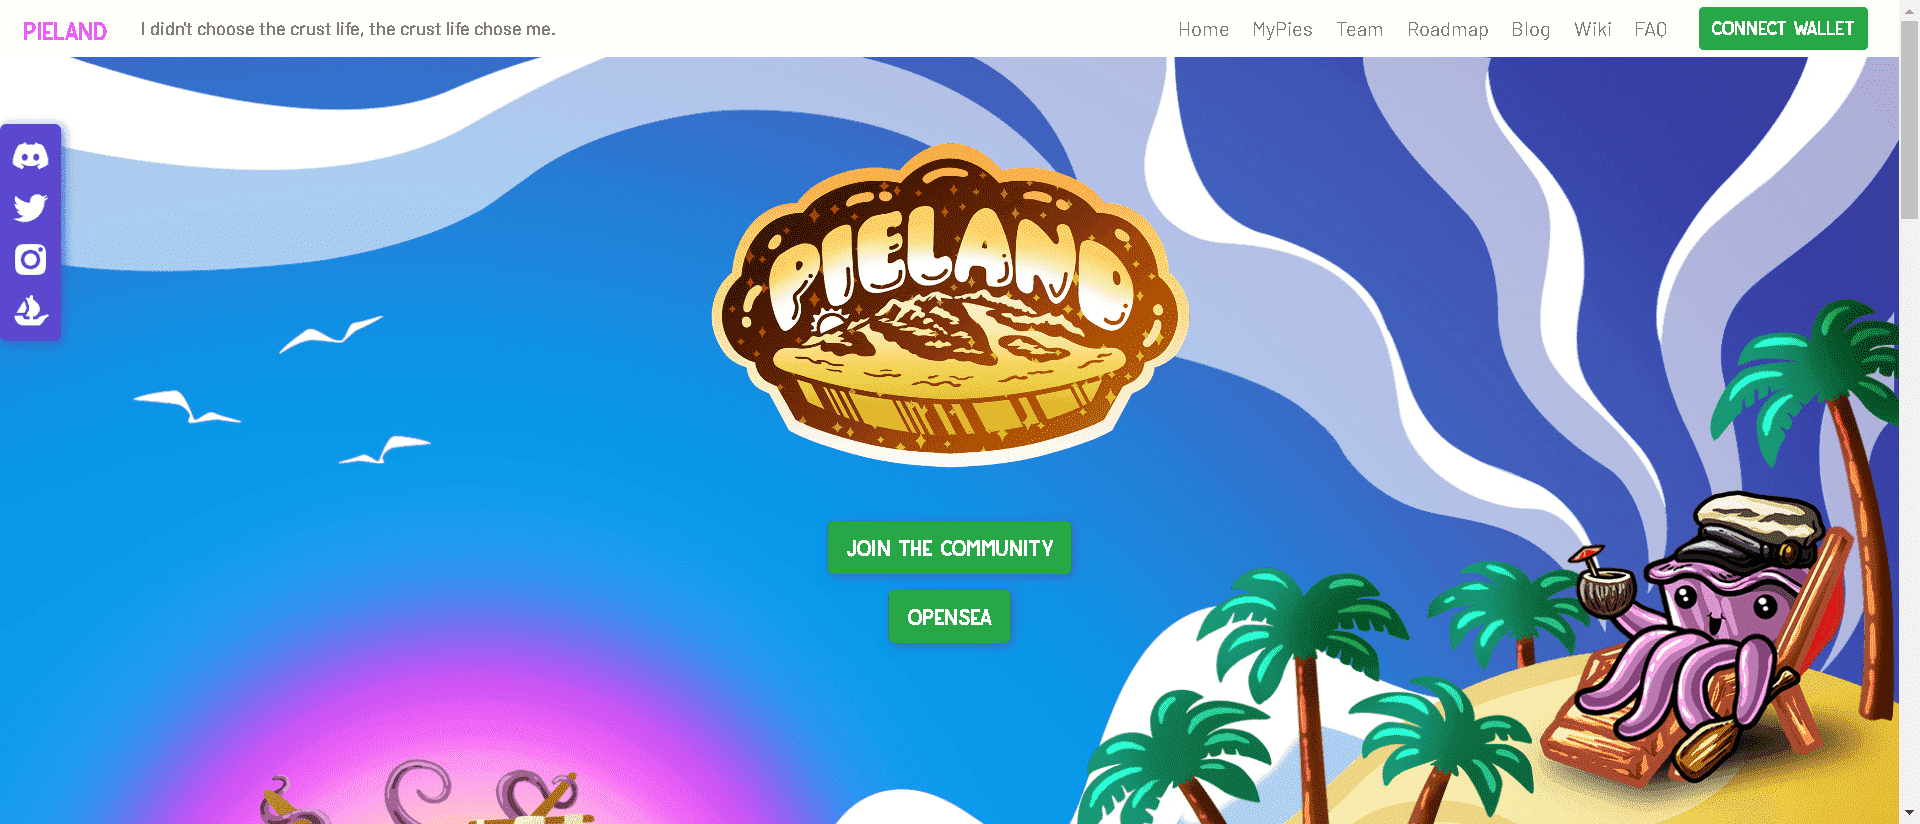 PIELAND
I didn't choose the crust life, the crust life chose me.
Home
MyPies
Team
Roadmap
Blog
Wiki
FAQ
CONNECT WALLET
PIELAND
JOIN THE COMMUNITY
OPENSEA